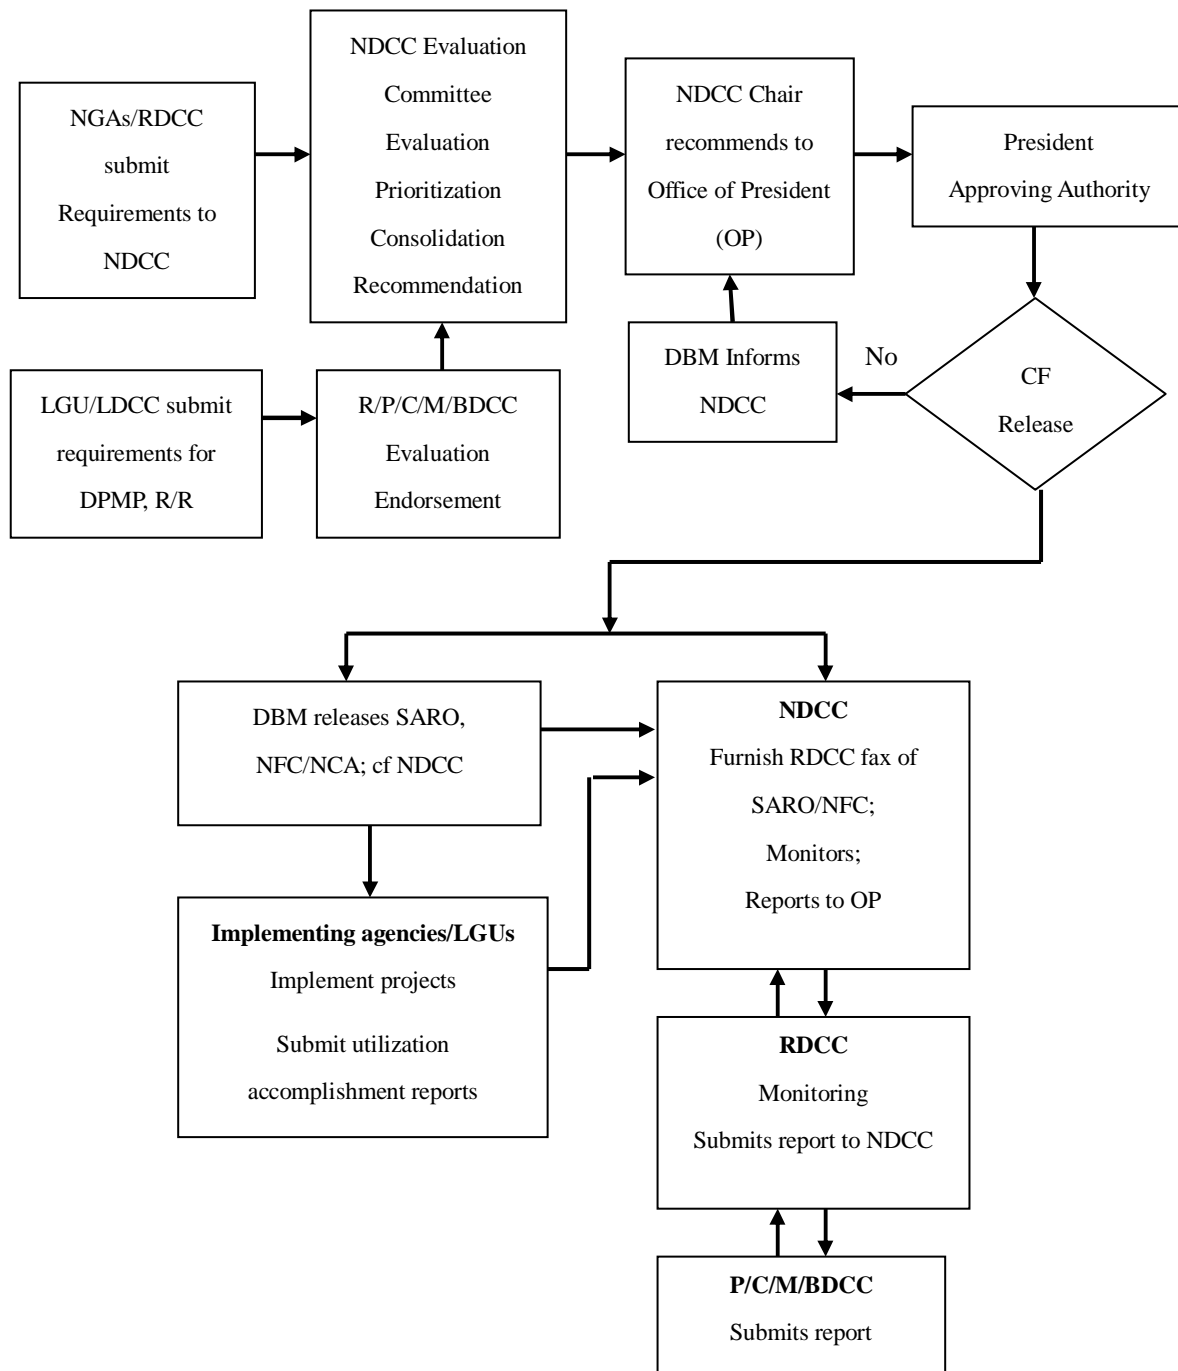 NGAs/RDCC
submit
Requirements to
NDCC
NDCC Evaluation
Committee
Evaluation
Prioritization
Consolidation
Recommendation
NDCC Chair
recommends to
Office of President
(OP)
President
Approving Authority
LGU/LDCC submit
requirements for
DPMP, R/R
R/P/C/M/BDCC
Evaluation
Endorsement
DBM Informs
NDCC
No
CF
Release
DBM releases SARO,
NFC/NCA; cf NDCC
NDCC
Furnish RDCC fax of
SARO/NFC;
Monitors;
Reports to OP
Implementing agencies/LGUs
Implement projects
Submit utilization
accomplishment reports
RDCC
Monitoring
Submits report to NDCC
P/C/M/BDCC
Submits report